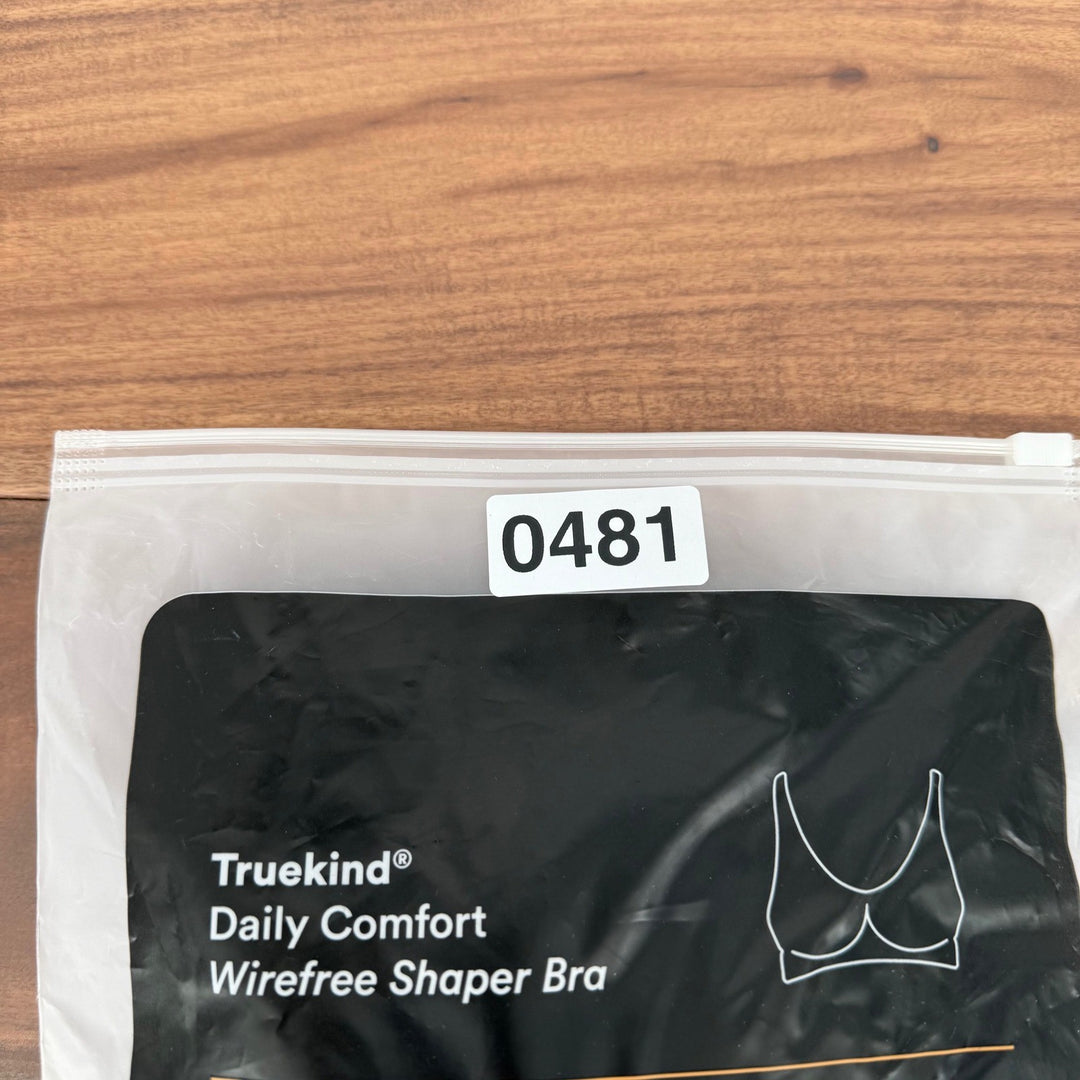 0481
Truekind®
Daily Comfort
Wirefree Shaper Bra